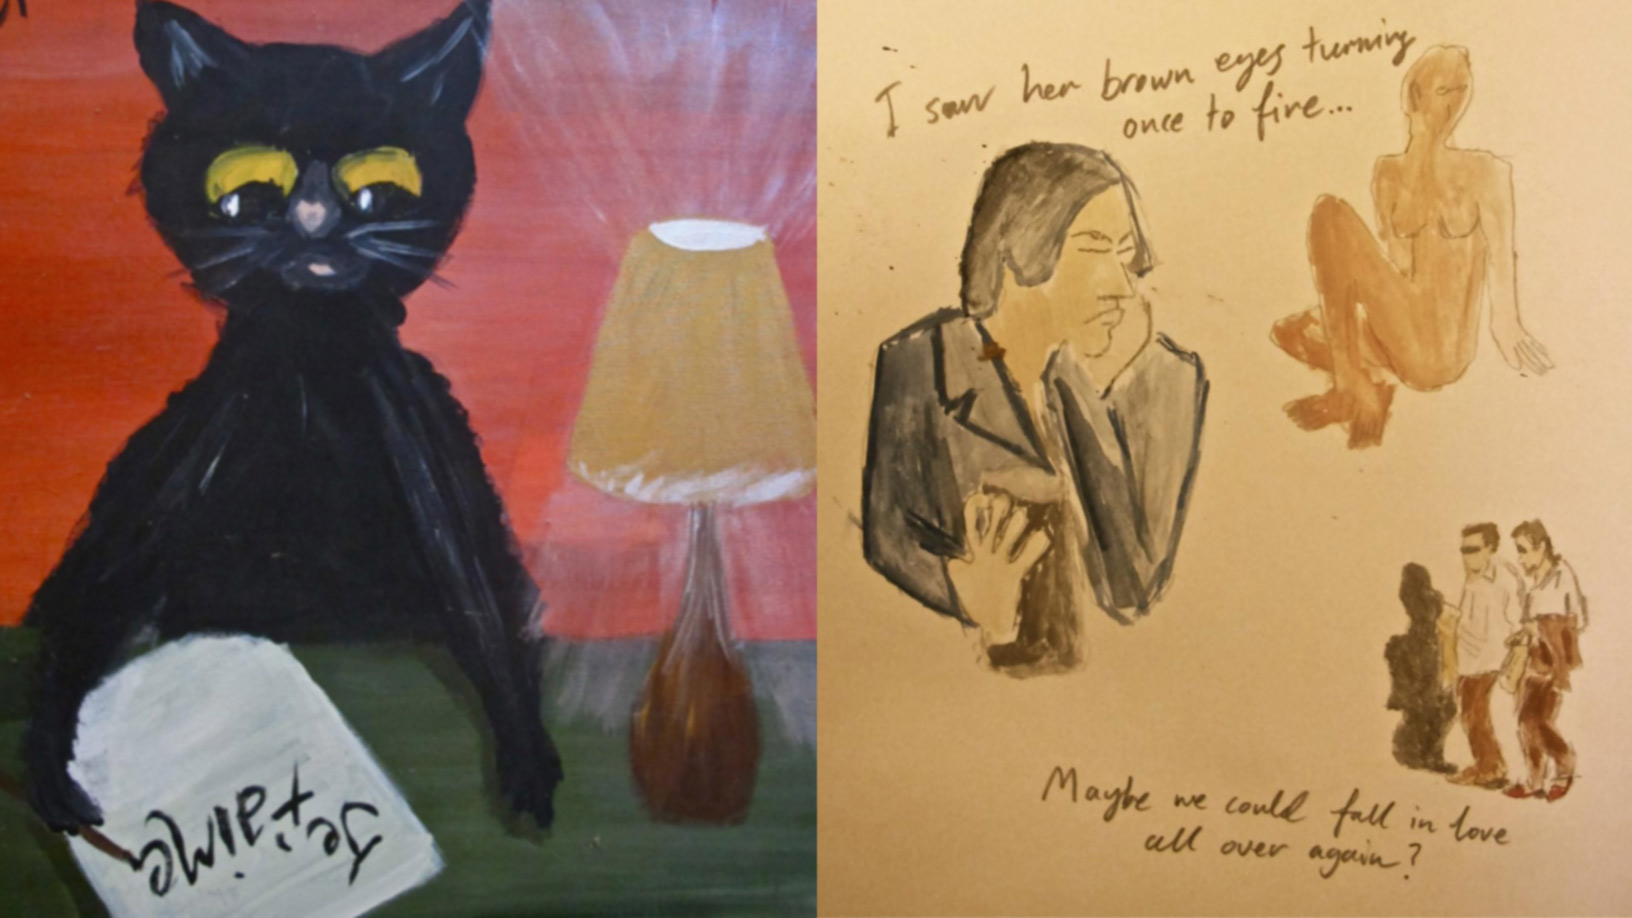 Je t'aime
I saw her brown eyes turning
once to fire...
Maybe we could fall in love
all over again?